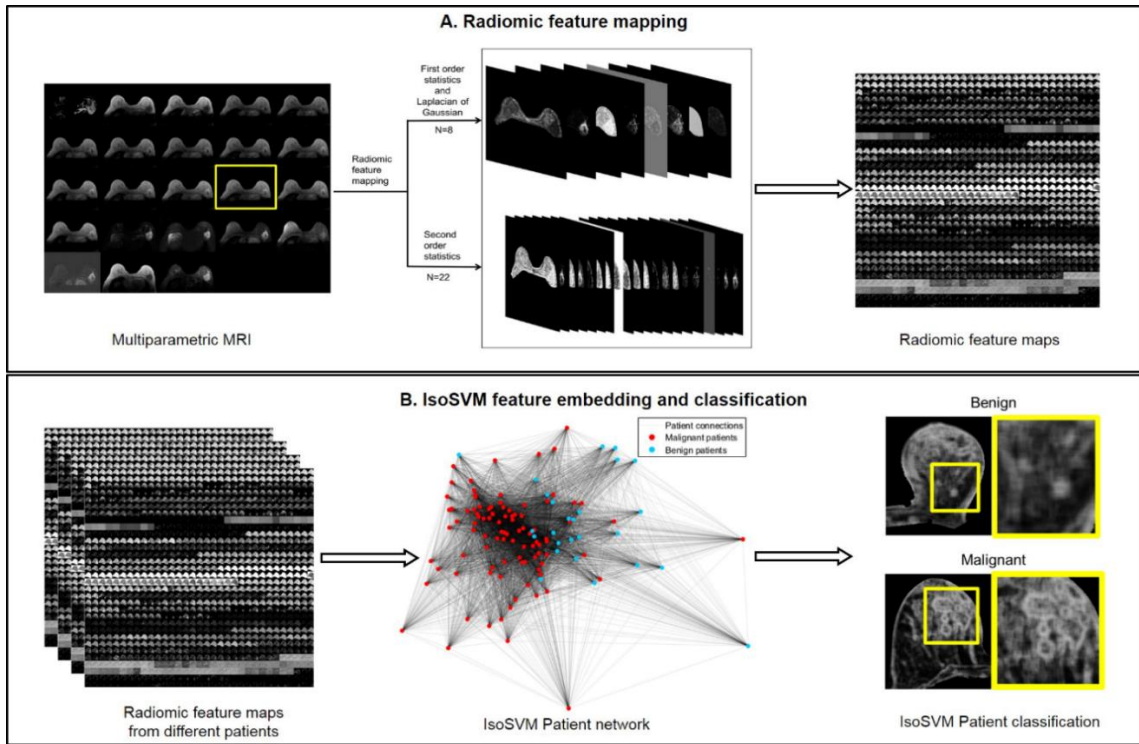 A. Radiomic feature mapping
Multiparametric MRI
Radiomic
feature
mapping
First order
statistics
and
Laplacian of
Gaussian
N=8
Second
order
statistics
N=22
Radiomic feature maps
B. IsoSVM feature embedding and classification
Radiomic feature maps
from different patients
Patient connections
Malignant patients
Benign patients
IsoSVM Patient network
Benign
Malignant
IsoSVM Patient classification